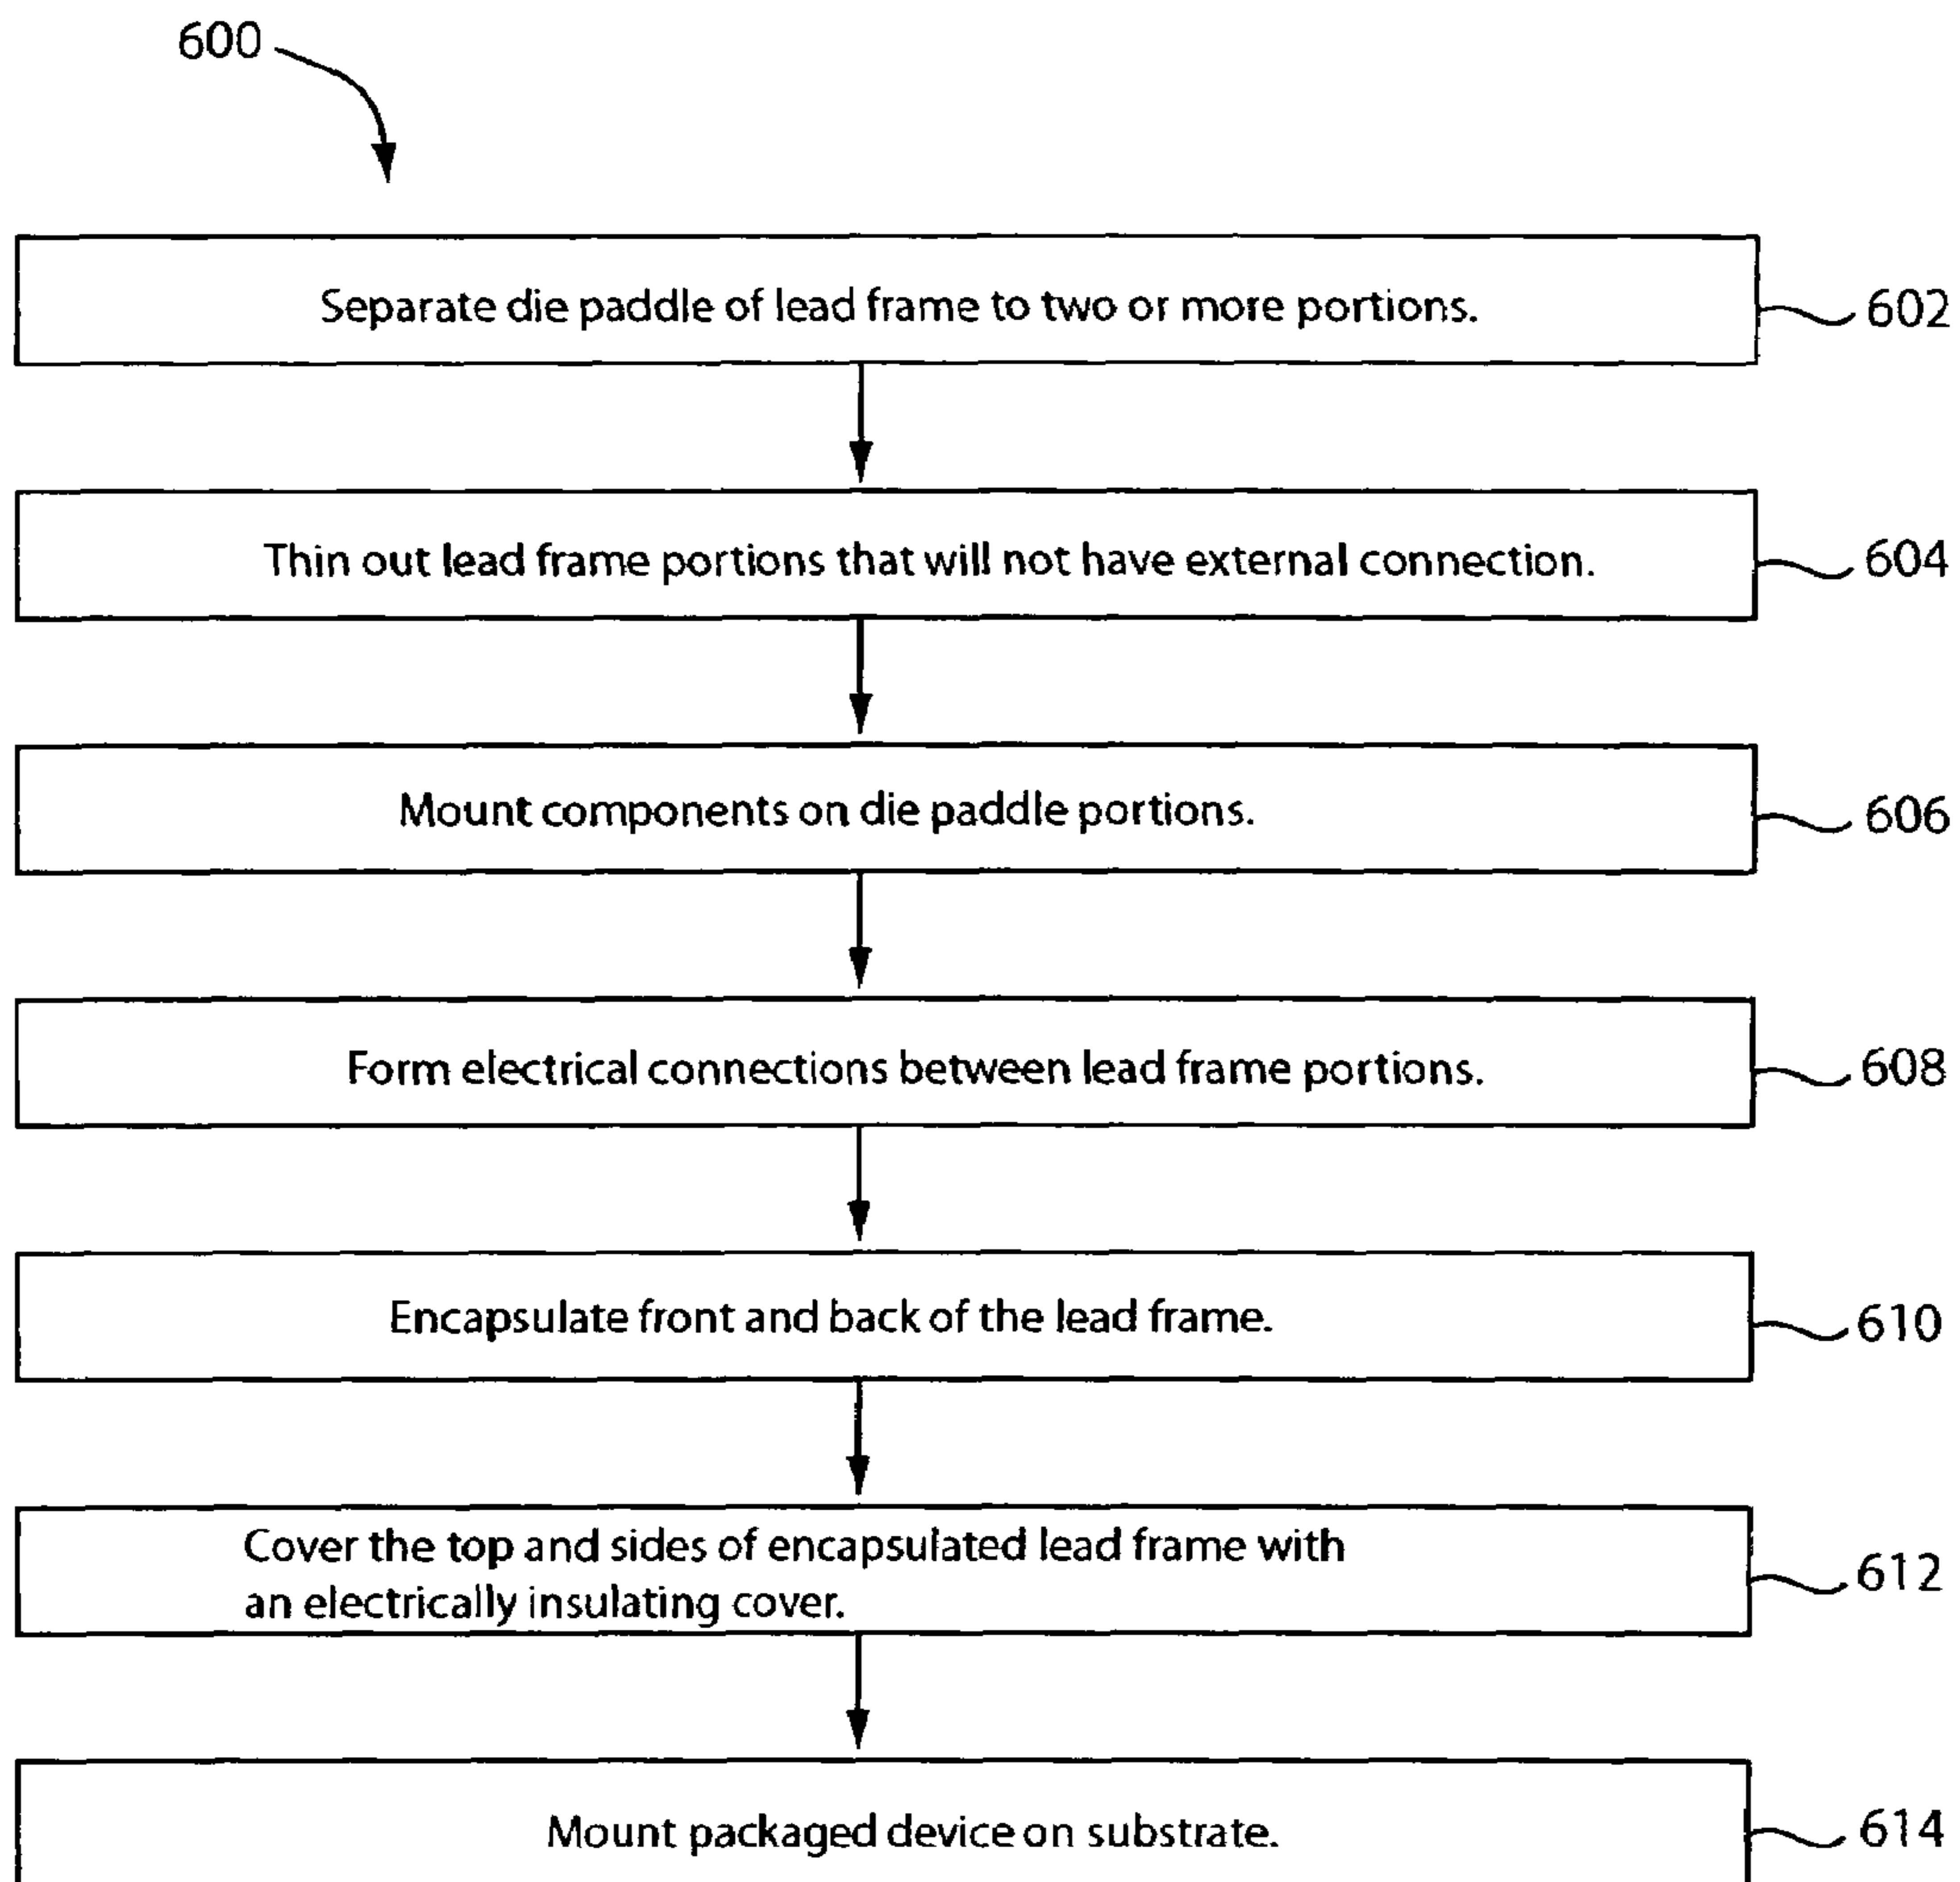 600
Separate die paddle of lead frame to two or more portions.
602
Thin out lead frame portions that will not have external connection.
604
Mount components on die paddle portions.
606
Form electrical connections between lead frame portions.
608
Encapsulate front and back of the lead frame.
610
Cover the top and sides of encapsulated lead frame with
an electrically insulating cover.
612
Mount packaged device on substrate.
614